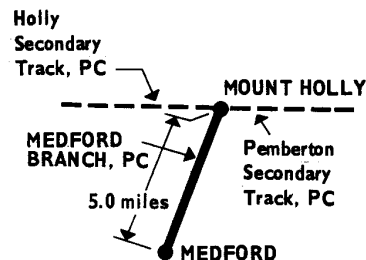 Holly
Secondary
Track, PC
MOUNT HOLLY
MEDFORD
BRANCH, PC
Pemberton
Secondary
Track, PC
5.0 miles
MEDFORD